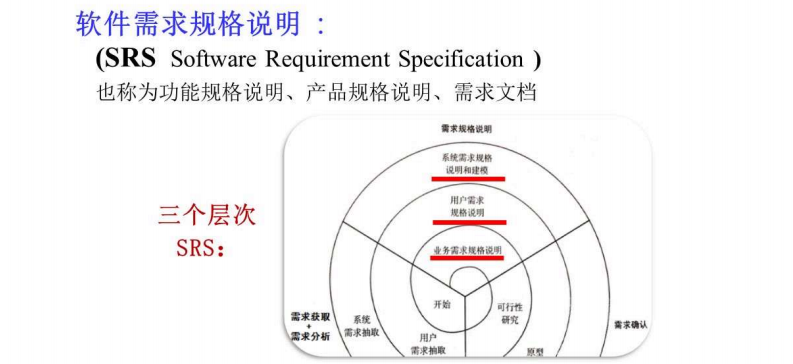 软件需求规格说明 :
(SRS Software Requirement Specification )
也称为功能规格说明、产品规格说明、需求文档
需求规格说明
系统需求规格
说明和建模
用户需求
规格说明
三个层次
SRS:
业务需求规格说明
开始
可行性
研究
需求获取
+
需求分析
系统
需求抽取
用户
需求抽取
原型
需求确认